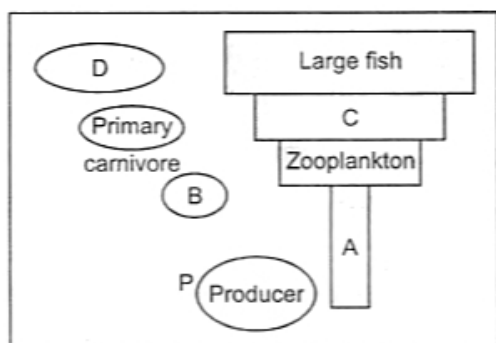 D
Large fish
Primary
carnivore
C
Zooplankton
B
A
P
Producer